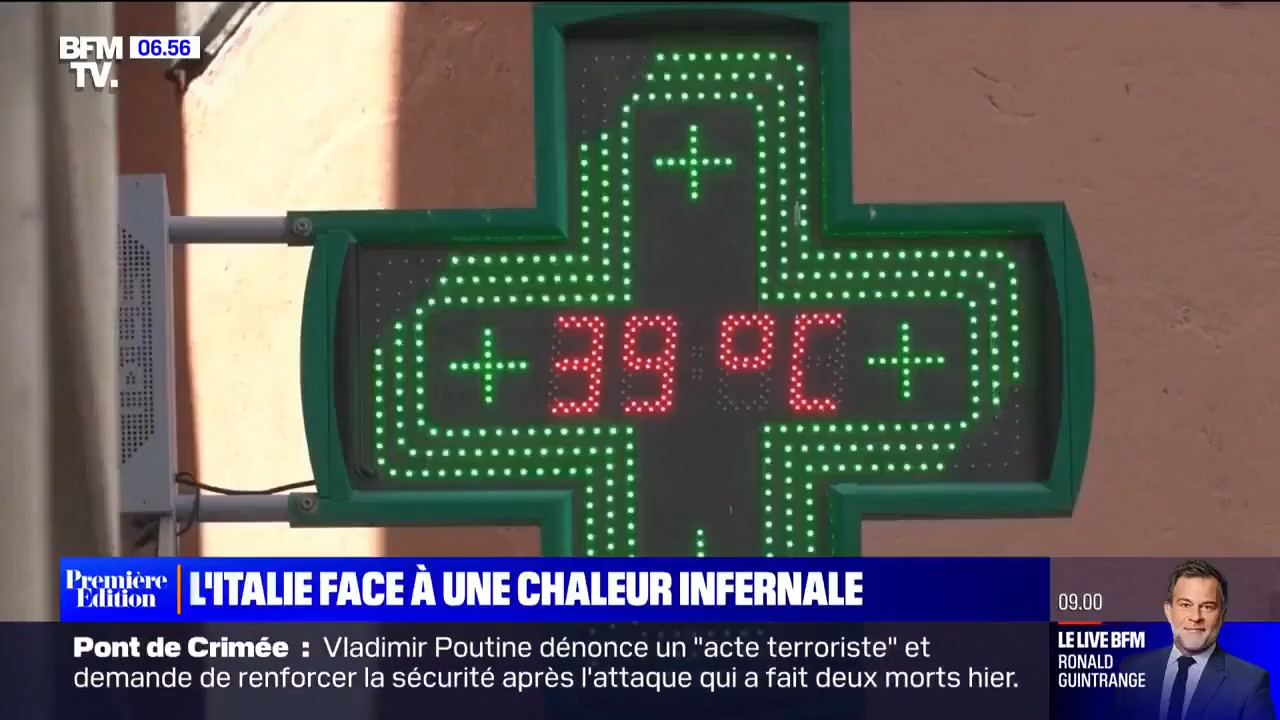 BFM
TV.
06.56
39 °C
Première
Édition
L'ITALIE FACE À UNE CHALEUR INFERNALE
Pont de Crimée : Vladimir Poutine dénonce un "acte terroriste" et
demande de renforcer la sécurité après l'attaque qui a fait deux morts hier.
09.00
LE LIVE BFM
RONALD
GUINTRANGE